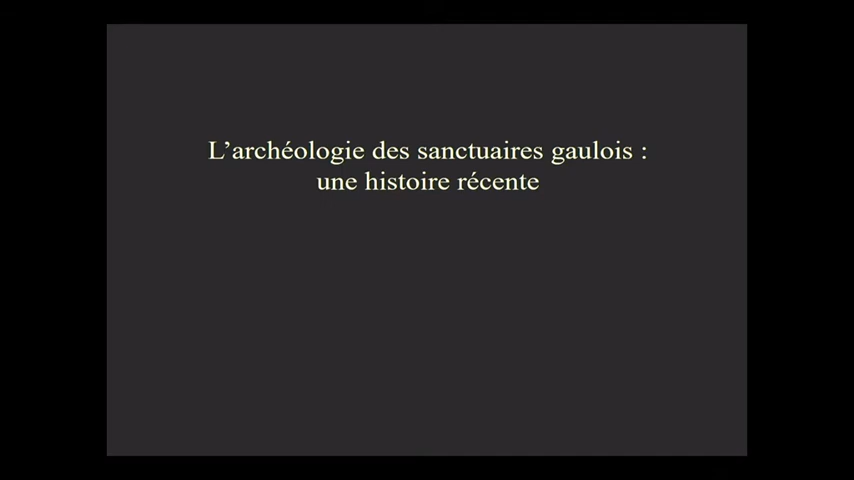 L’archéologie des sanctuaires gaulois :
une histoire récente